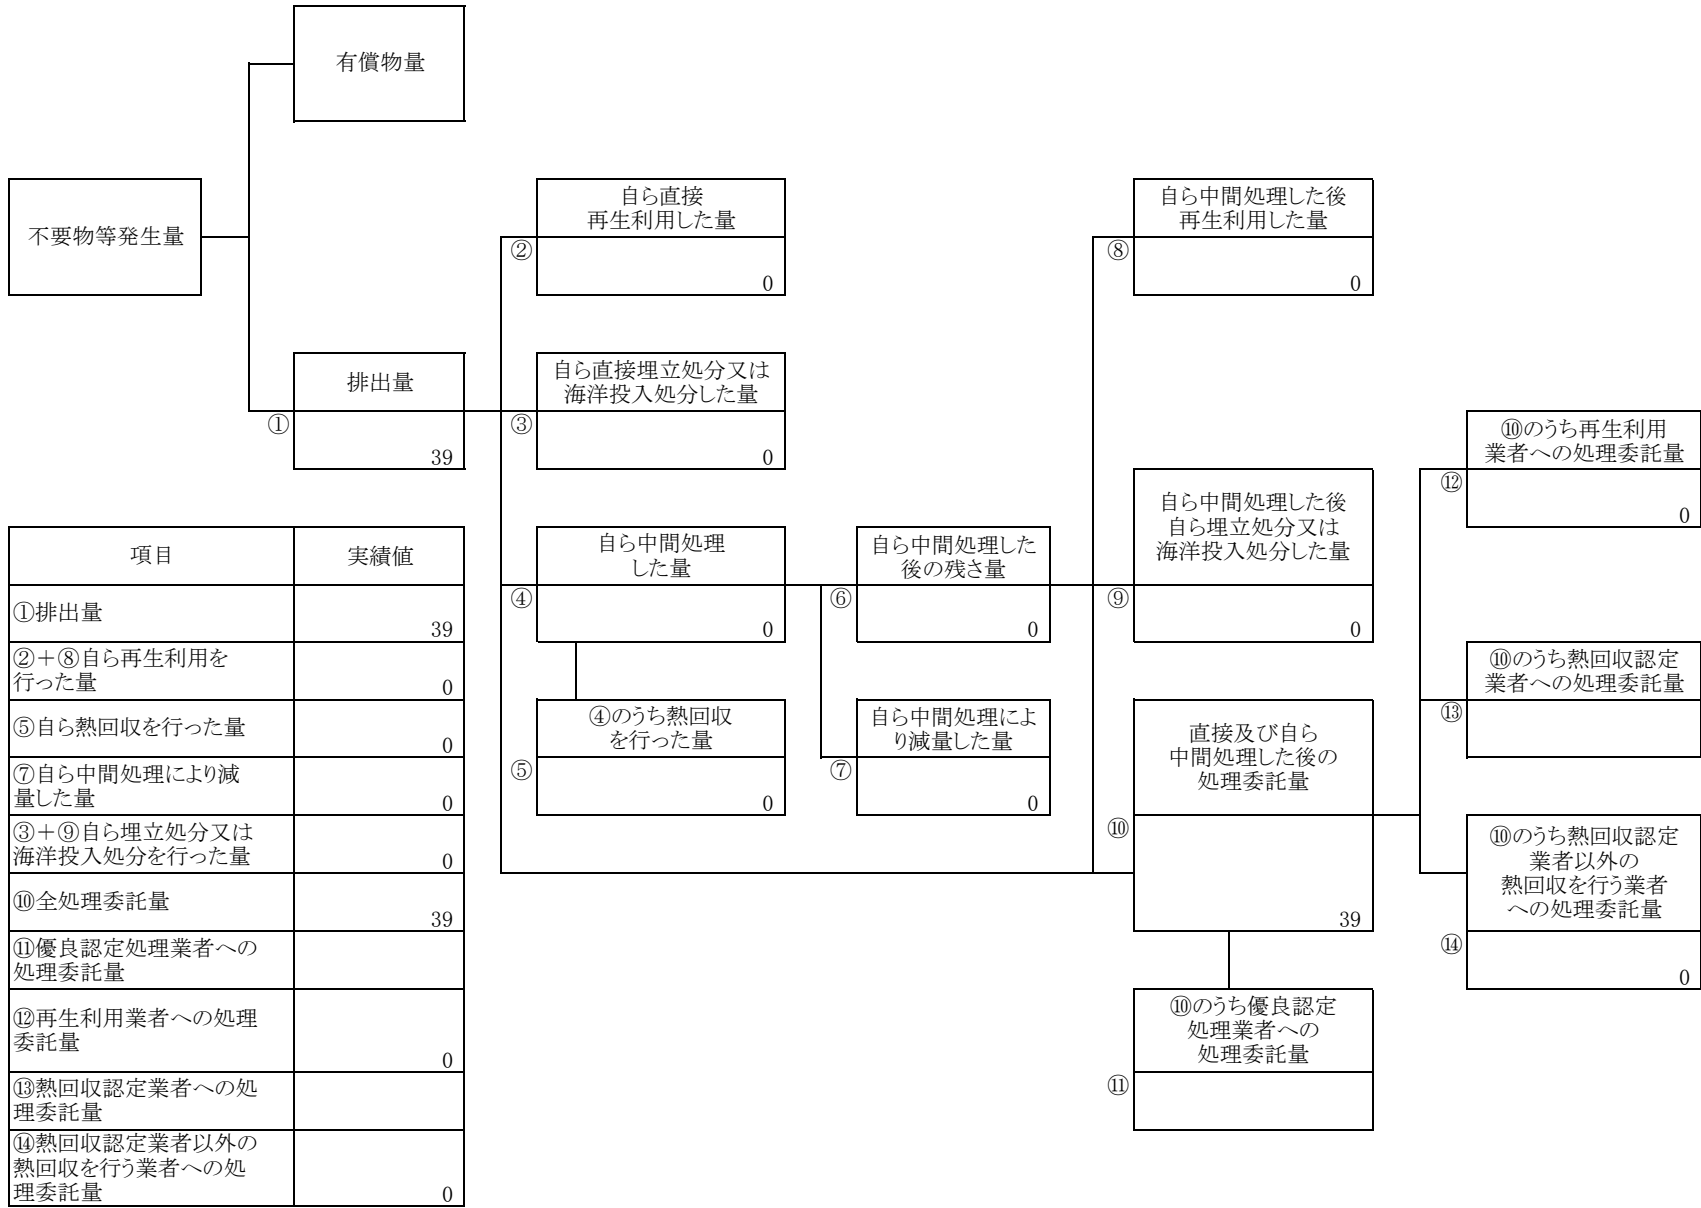 有償物量
不要物等発生量
自ら直接
再生利用した量
②
0
自ら中間処理した後
再生利用した量
⑧
0
排出量
①
39
自ら直接埋立処分又は
海洋投入処分した量
③
0
⑩のうち再生利用
業者への処理委託量
⑫
0
自ら中間処理
した量
④
0
自ら中間処理した
後の残さ量
⑥
0
自ら中間処理した後
自ら埋立処分又は
海洋投入処分した量
⑨
0
⑩のうち熱回収認定
業者への処理委託量
⑬
④のうち熱回収
を行った量
⑤
0
自ら中間処理によ
り減量した量
⑦
0
直接及び自ら
中間処理した後の
処理委託量
⑩
39
⑩のうち熱回収認定
業者以外の
熱回収を行う業者
への処理委託量
⑭
0
⑩のうち優良認定
処理業者への
処理委託量
⑪
項目 実績値
①排出量
39
②+⑧自ら再生利用を
行った量
0
⑤自ら熱回収を行った量
0
⑦自ら中間処理により減
量した量
0
③+⑨自ら埋立処分又は
海洋投入処分を行った量
0
⑩全処理委託量
39
⑪優良認定処理業者への
処理委託量
⑫再生利用業者への処理
委託量
0
⑬熱回収認定業者への処
理委託量
⑭熱回収認定業者以外の
熱回収を行う業者への処
理委託量
0